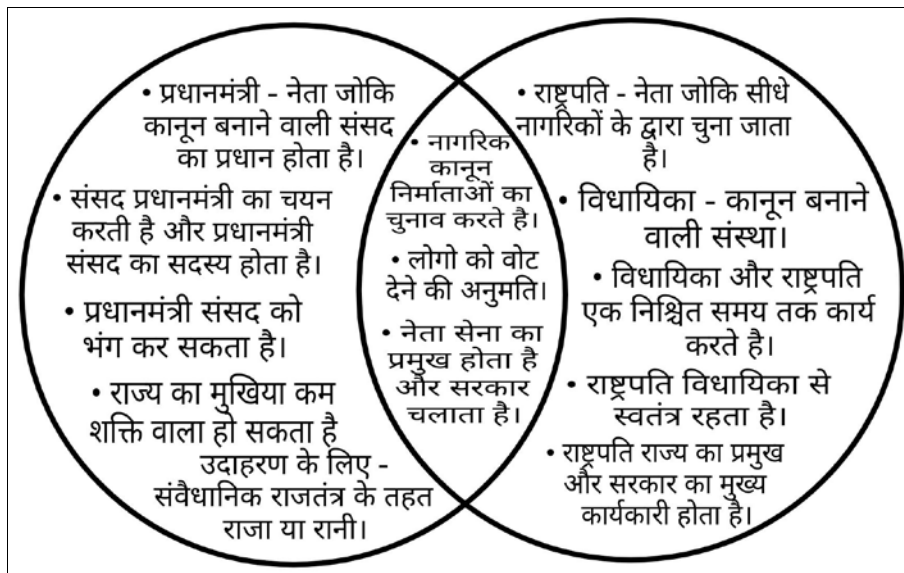 • प्रधानमंत्री - नेता जोकि
कानून बनाने वाली संसद
का प्रधान होता है।
• संसद प्रधानमंत्री का चयन
करती है और प्रधानमंत्री
संसद का सदस्य होता है।
• प्रधानमंत्री संसद को
भंग कर सकता है।
• राज्य का मुखिया कम
शक्ति वाला हो सकता है
उदाहरण के लिए -
संवैधानिक राजतंत्र के तहत
राजा या रानी।
• नागरिक
कानून
निर्माताओं का
चुनाव करते है।
• लोगो को वोट
देने की अनुमति।
• नेता सेना का
प्रमुख होता है
और सरकार
चलाता है।
• राष्ट्रपति - नेता जोकि सीधे
नागरिकों के द्वारा चुना जाता
है।
• विधायिका - कानून बनाने
वाली संस्था।
• विधायिका और राष्ट्रपति
एक निश्चित समय तक कार्य
करते है।
• राष्ट्रपति विधायिका से
स्वतंत्र रहता है।
• राष्ट्रपति राज्य का प्रमुख
और सरकार का मुख्य
कार्यकारी होता है।